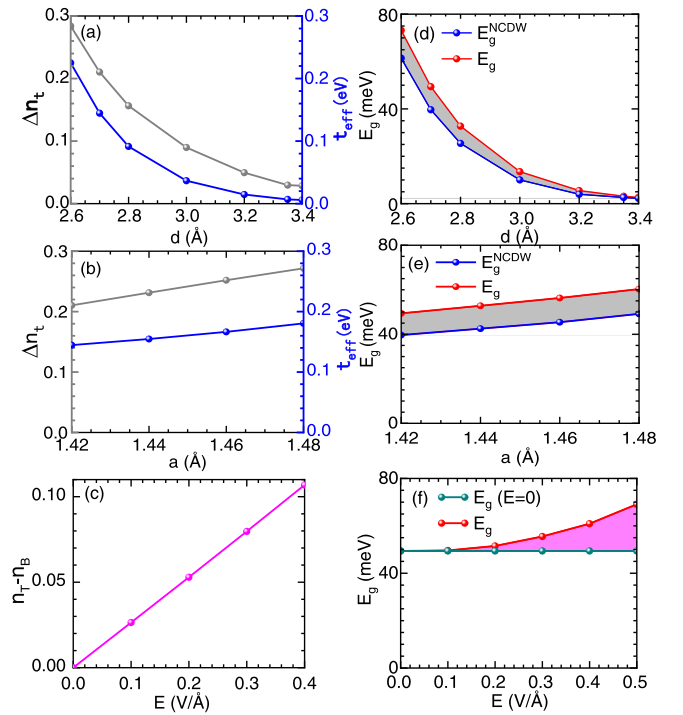 (a)
0.3
0.2
0.1
0.0
Δn_t
0.3
0.2
0.1
0.0
t_eff (eV)
2.6 2.8 3.0 3.2 3.4
d (Å)
(d)
E_g^NCDW
E_g
80
40
0
E_g (meV)
2.6 2.8 3.0 3.2 3.4
d (Å)
(b)
0.3
0.2
0.1
0.0
Δn_t
0.3
0.2
0.1
0.0
t_eff (eV)
1.42 1.44 1.46 1.48
a (Å)
(e)
E_g^NCDW
E_g
80
60
40
20
0
E_g (meV)
1.42 1.44 1.46 1.48
a (Å)
(c)
0.10
0.05
0.00
n_T-n_B
0.0 0.1 0.2 0.3 0.4
E (V/Å)
(f)
E_g (E=0)
E_g
80
60
40
20
0
E_g (meV)
0.0 0.1 0.2 0.3 0.4 0.5
E (V/Å)